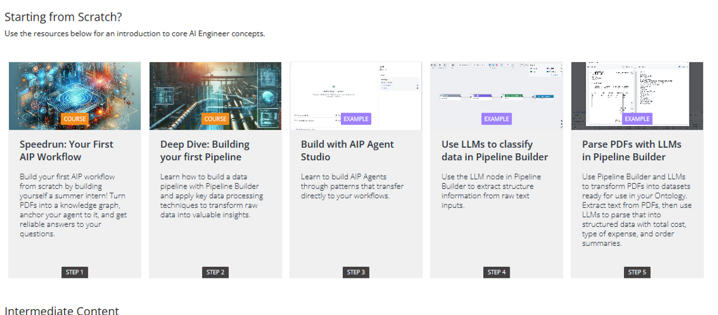 Starting from Scratch?
Use the resources below for an introduction to core AI Engineer concepts.
COURSE
Speedrun: Your First
AIP Workflow
Build your first AIP workflow
from scratch by building
yourself a summer intern! Turn
PDFs into a knowledge graph,
anchor your agent to it, and get
reliable answers to your
questions.
STEP 1
COURSE
Deep Dive: Building
your first Pipeline
Learn how to build a data
pipeline with Pipeline Builder
and apply key data processing
techniques to transform raw
data into valuable insights.
STEP 2
EXAMPLE
Build with AIP Agent
Studio
Learn to build AIP Agents
through patterns that transfer
directly to your workflows.
STEP 3
EXAMPLE
Use LLMs to classify
data in Pipeline Builder
Use the LLM node in Pipeline
Builder to extract structure
information from raw text
inputs.
STEP 4
EXAMPLE
Parse PDFs with LLMs
in Pipeline Builder
Use Pipeline Builder and LLMs
to transform PDFs into datasets
ready for use in your Ontology.
Extract text from PDFs, then use
LLMs to parse that into
structured data with total cost,
type of expense, and order
summaries.
STEP 5
Intermediate Content